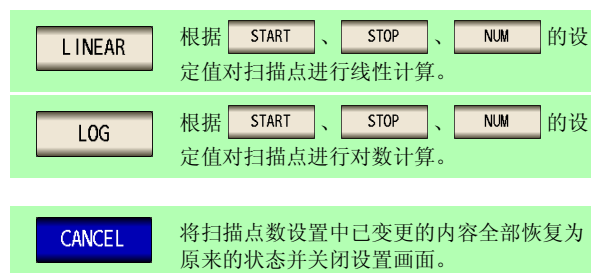 LINEAR
根据 START 、 STOP 、 NUM 的设
定值对扫描点进行线性计算。
LOG
根据 START 、 STOP 、 NUM 的设
定值对扫描点进行对数计算。
CANCEL
将扫描点数设置中已变更的内容全部恢复为
原来的状态并关闭设置画面。